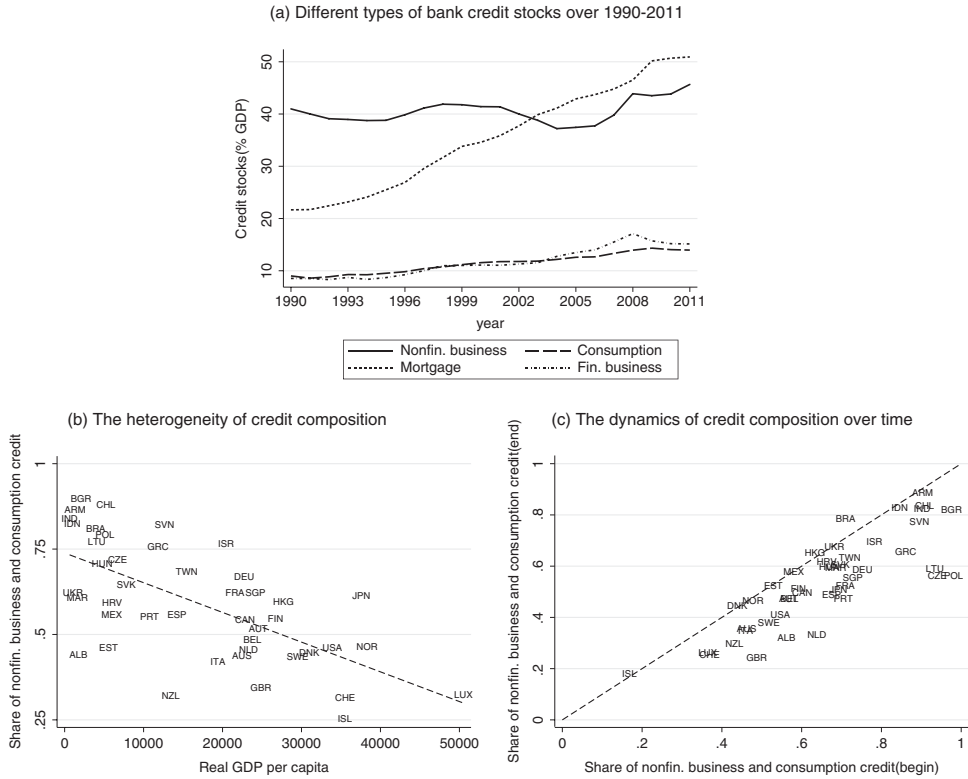 (a) Different types of bank credit stocks over 1990-2011
Credit stocks(% GDP)
50
40
30
20
10
1990 1993 1996 1999 2002 2005 2008 2011
year
Nonfin. business Consumption
Mortgage Fin. business
(b) The heterogeneity of credit composition
Share of nonfin. business and consumption credit
1
.75
.5
.25
BGR
CHL
ARM
IND
IDN
BRA
POL
LTU
SVN
GRC
ISR
HUN
CZE
SVK
SMR
DEU
UKR
MAR
HRV
MEX
PRT
ESP
FRA
SGP
HKG
JPN
CAN
FIN
AUT
BEL
NLD
AUS
ITA
ALB
EST
SWE
DNK
USA
NOR
NZL
GBR
CHE
LUX
ISL
0 10000 20000 30000 40000 50000
Real GDP per capita
(c) The dynamics of credit composition over time
Share of nonfin. business and consumption credit(end)
1
.8
.6
.4
.2
0
ARM
IDN
CHL
IND
BGR
BRA
SVN
UKR
ISR
HKG
GRC
TWN
HRV
DEU
LTU
CZE
POL
MEX
SGP
EST
FIN
CAN
FRA
JPN
SLB
PRT
NOR
DNK
USA
SWE
AUS
ITA
ALB
NLD
NZL
LUX
CHE
GBR
ISL
0 .2 .4 .6 .8 1
Share of nonfin. business and consumption credit(begin)